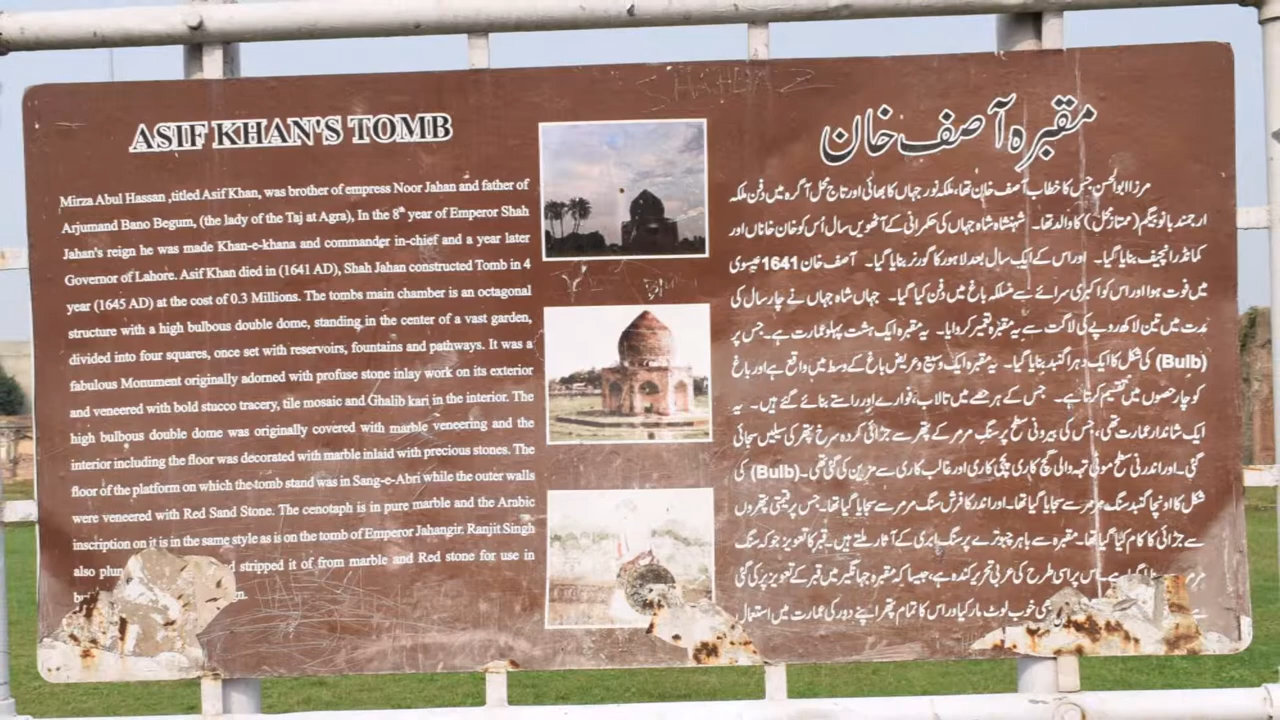 ASIF KHAN'S TOMB
Mirza Abul Hassan ,titled Asif Khan, was brother of empress Noor Jahan and father of
Arjumand Bano Begum, (the lady of the Taj at Agra), In the 8th year of Emperor Shah
Jahan's reign he was made Khan-e-khana and commander in-chief and a year later
Governor of Lahore. Asif Khan died in (1641 AD), Shah Jahan constructed Tomb in 4
year (1645 AD) at the cost of 0.3 Millions. The tombs main chamber is an octagonal
structure with a high bulbous double dome, standing in the center of a vast garden,
divided into four squares, once set with reservoirs, fountains and pathways. It was a
fabulous Monument originally adorned with profuse stone inlay work on its exterior
and veneered with bold stucco tracery, tile mosaic and Ghalib kari in the interior. The
high bulbous double dome was originally covered with marble veneering and the
interior including the floor was decorated with marble inlaid with precious stones. The
floor of the platform on which the tomb stand was in Sang-e-Abri while the outer walls
were veneered with Red Sand Stone. The cenotaph is in pure marble and the Arabic
inscription on it is in the same style as is on the tomb of Emperor Jahangir. Ranjit Singh
also stripped it of from marble and Red stone for use in
مقبرہ آصف خان
مرزا ابوالحسن جس کا خطاب آصف خان تھا، ملکہ نور جہاں کا بھائی اور تاج محل آگرہ میں دفن ملکہ
ارجمند بانو بیگم (ممتاز محل) کا والد تھا۔ شہنشاہ شاہ جہاں کی حکمرانی کے آٹھویں سال اُس کو خان خاناں اور
کمانڈر انچیف بنایا گیا۔ اور اس کے ایک سال بعد لاہور کا گورنر بنایا گیا۔ آصف خان 1641 عیسوی
میں فوت ہوا اور اس کو اکبری سرائے سے منسلکہ باغ میں دفن کیا گیا۔ جہاں شاہ جہاں نے چار سال کی
مدت میں تین لاکھ روپے کی لاگت سے یہ مقبرہ تعمیر کروایا۔ یہ مقبرہ ایک ہشت پہلو عمارت ہے۔ جس پر
(Bulb) کی شکل کا ایک دہرا گنبد بنایا گیا۔ یہ مقبرہ ایک وسیع و عریض باغ کے وسط میں واقع ہے اور باغ
کو چار حصوں میں تقسیم کرتا ہے۔ جس کے ہر حصے میں تالاب، فوارے اور راستے بنائے گئے ہیں۔ یہ
ایک شاندار عمارت تھی، جس کی بیرونی سطح پر سنگِ مرمر کے پتھر سے جڑائی کردہ سرخ پتھر کی سیلیں سجائی
گئی۔ اور اندرنی سطح موٹی تہہ والی گچ کاری چٹی کاری اور غالب کاری سے مزین کی گئی تھی۔ (Bulb) کی
شکل کا اونچا گنبد سنگ مرمر سے سجایا گیا تھا۔ اور اندر کا فرش سنگ مرمر سے سجایا گیا تھا۔ جس پر قیمتی پتھروں
سے جڑائی کا کام کیا گیا تھا۔ مقبرہ سے باہر چبوترے پر سنگ ابری کے آثار ملتے ہیں۔ قبر کا تعویز جو کہ سنگ
مرمر ہے۔ اس پر اسی طرح کی عربی تحریر کندہ ہے، جیسا کہ مقبرہ جہانگیر میں قبر کے تعویز پر کی گئی
بھی خوب لوٹ مار کیا اور اس کا تمام پتھر اپنے دور کی عمارت میں استعمال